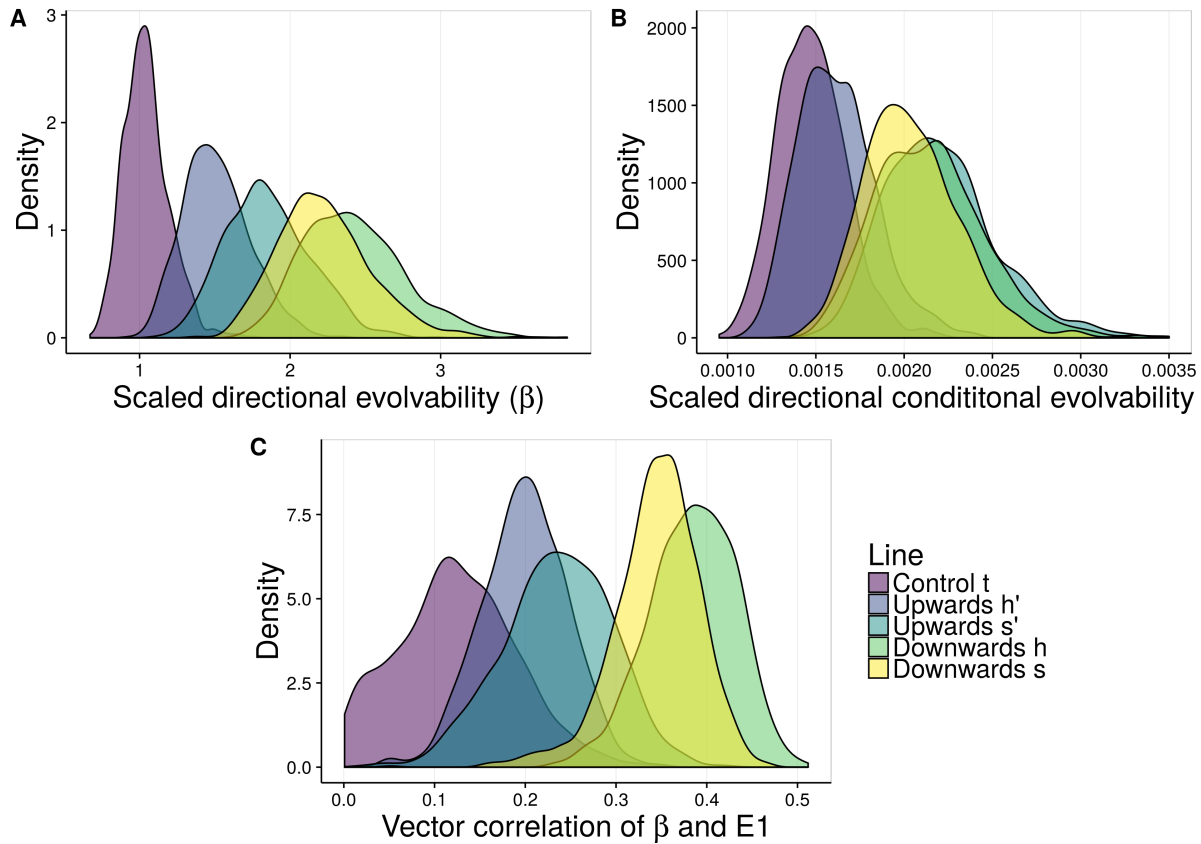 A
3
2
1
0
Density
1
2
3
Scaled directional evolvability (β)
B
2000
1500
1000
500
0
Density
0.0010
0.0015
0.0020
0.0025
0.0030
0.0035
Scaled directional condititonal evolvability
C
7.5
5.0
2.5
0.0
Density
0.0
0.1
0.2
0.3
0.4
0.5
Vector correlation of β and E1
Line
Control t
Upwards h'
Upwards s'
Downwards h
Downwards s